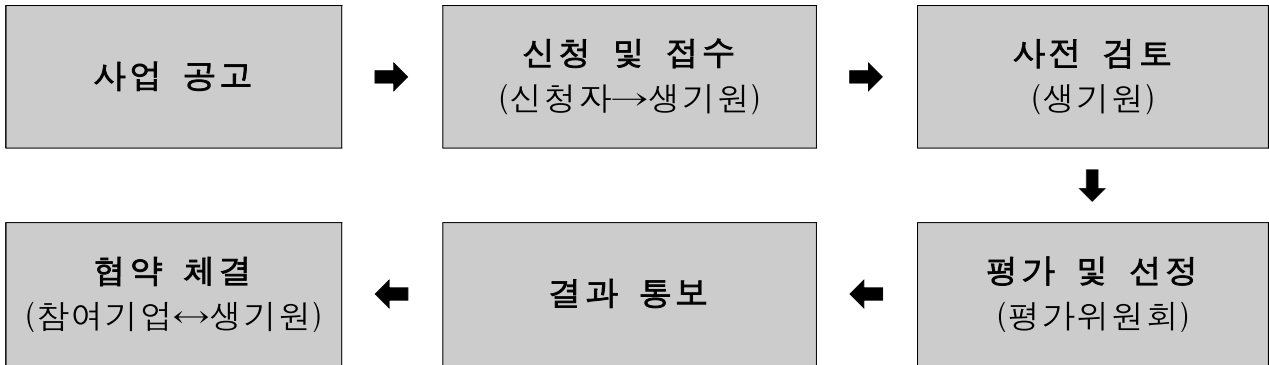 사업 공고
신청 및 접수
(신청자→생기원)
사전 검토
(생기원)
평가 및 선정
(평가위원회)
결과 통보
협약 체결
(참여기업↔생기원)